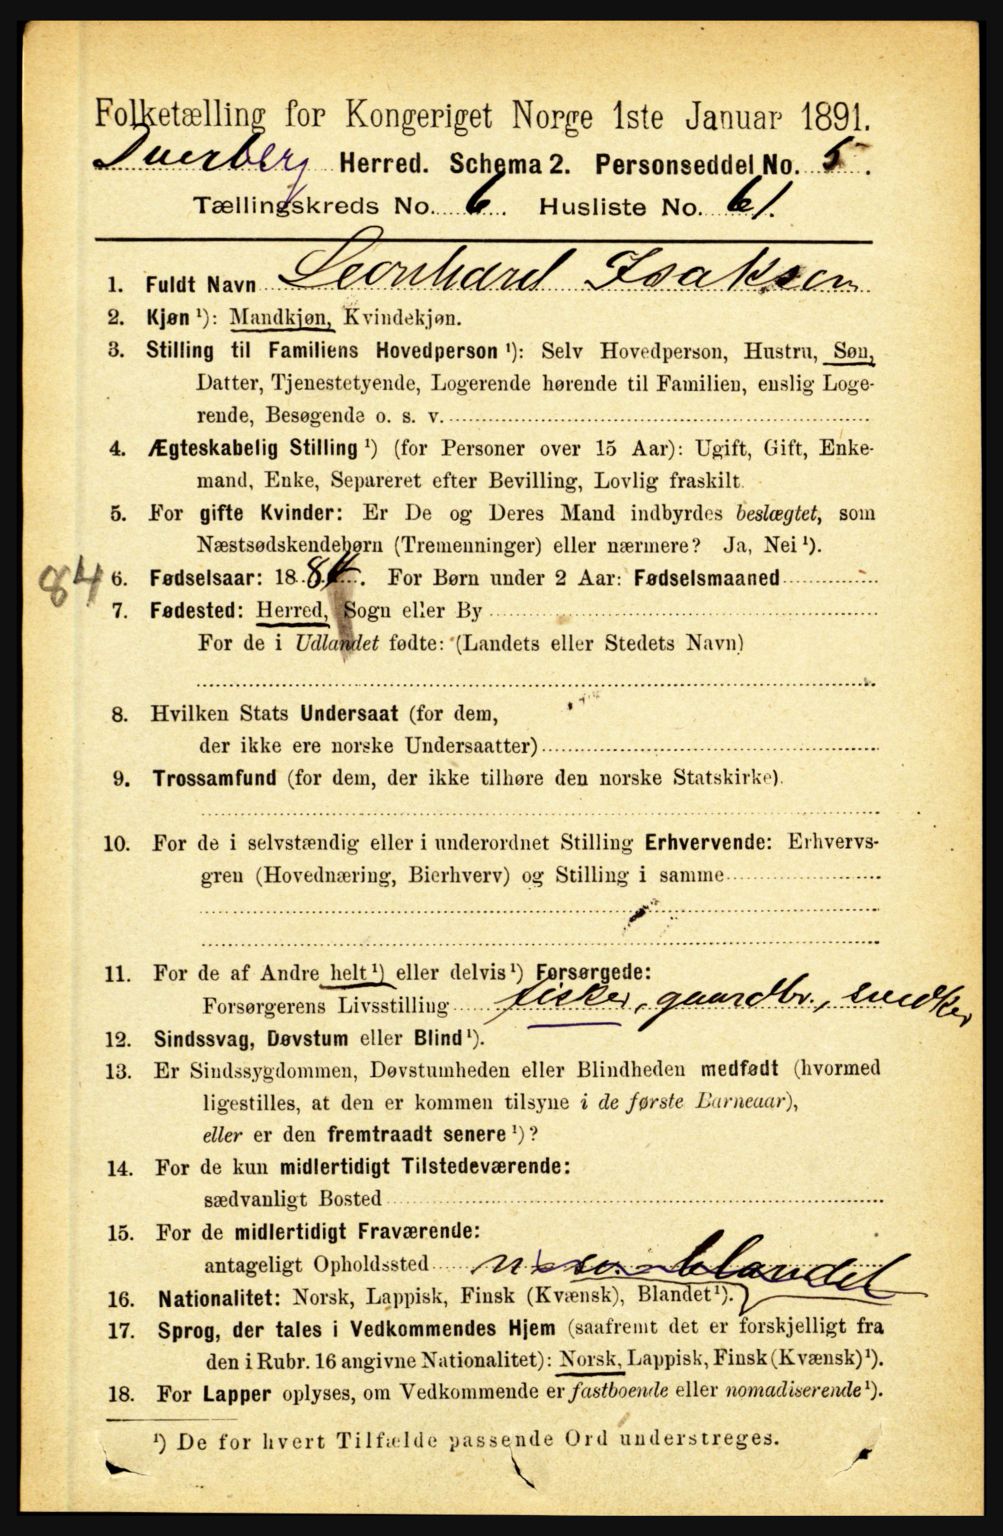 Folketælling for Kongeriget Norge 1ste Januar 1891.
Dverberg Herred. Schema 2. Personseddel No. 5.
Tællingskreds No. 6. Husliste No. 61.
1. Fuldt Navn Leonhard Isaksen
2. Kjøn ¹): Mandkjøn, Kvindekjøn.
3. Stilling til Familiens Hovedperson ¹): Selv Hovedperson, Hustru, Søn,
Datter, Tjenestetyende, Logerende hørende til Familien, enslig Loge-
rende, Besøgende o. s. v.
4. Ægteskabelig Stilling ¹) (for Personer over 15 Aar): Ugift, Gift, Enke-
mand, Enke, Separeret efter Bevilling, Lovlig fraskilt.
5. For gifte Kvinder: Er De og Deres Mand indbyrdes beslægtet, som
Næstsødskendebørn (Tremenninger) eller nærmere? Ja, Nei ¹).
84 6. Fødselsaar: 1884. For Børn under 2 Aar: Fødselsmaaned
7. Fødested: Herred, Sogn eller By
For de i Udlandet fødte: (Landets eller Stedets Navn)
8. Hvilken Stats Undersaat (for dem,
der ikke ere norske Undersaatter)
9. Trossamfund (for dem, der ikke tilhøre den norske Statskirke).
10. For de i selvstændig eller i underordnet Stilling Erhvervende: Erhvervs-
gren (Hovednæring, Bierhverv) og Stilling i samme
11. For de af Andre helt ¹) eller delvis ¹) Forsørgede:
Forsørgerens Livsstilling fisker, gaardbr., snedker
12. Sindssvag, Døvstum eller Blind ¹).
13. Er Sindssygdommen, Døvstumheden eller Blindheden medfødt (hvormed
ligestilles, at den er kommen tilsyne i de første Barneaar),
eller er den fremtraadt senere ¹)?
14. For de kun midlertidigt Tilstedeværende:
sædvanligt Bosted
15. For de midlertidigt Fraværende:
antageligt Opholdssted blandet
16. Nationalitet: Norsk, Lappisk, Finsk (Kvænsk), Blandet ¹).
17. Sprog, der tales i Vedkommendes Hjem (saafremt det er forskjelligt fra
den i Rubr. 16 angivne Nationalitet): Norsk, Lappisk, Finsk (Kvænsk) ¹).
18. For Lapper oplyses, om Vedkommende er fastboende eller nomadiserende ¹).
¹) De for hvert Tilfælde passende Ord understreges.